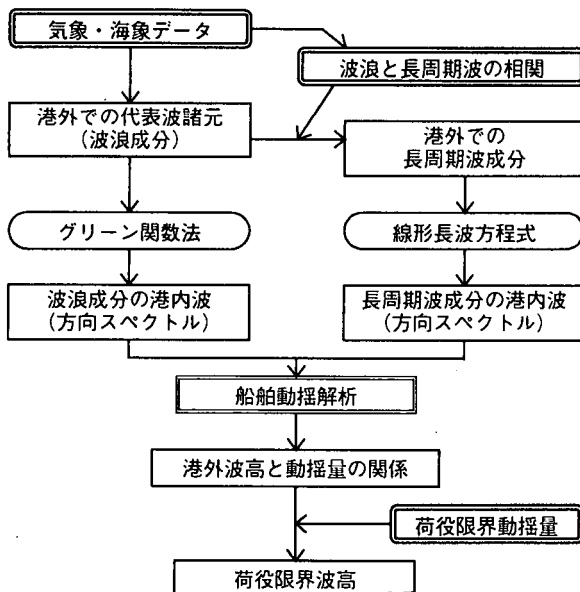 気象・海象データ
波浪と長周期波の相関
港外での代表波諸元
(波浪成分)
港外での
長周期波成分
グリーン関数法
線形長波方程式
波浪成分の港内波
(方向スペクトル)
長周期波成分の港内波
(方向スペクトル)
船舶動揺解析
港外波高と動揺量の関係
荷役限界動揺量
荷役限界波高